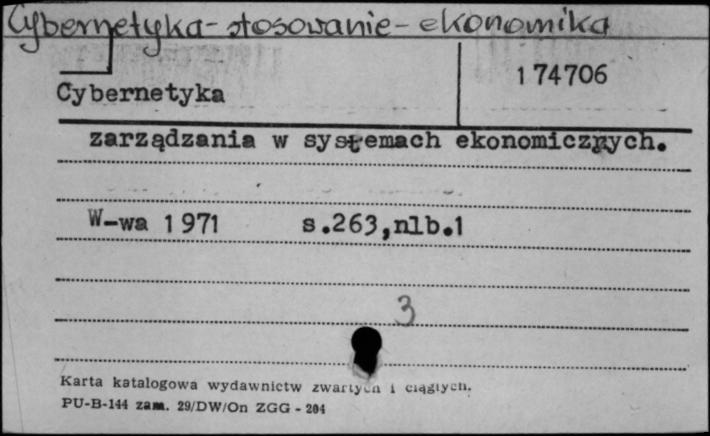 Cybernetyka - stosowanie - ekonomika
174706
Cybernetyka
zarządzania w systemach ekonomicznych.
W-wa 1971 s.263,nlb.1
3
Karta katalogowa wydawnictw zwartych i ciągłych.
PU-B-144 zam. 29/DW/On ZGG - 204